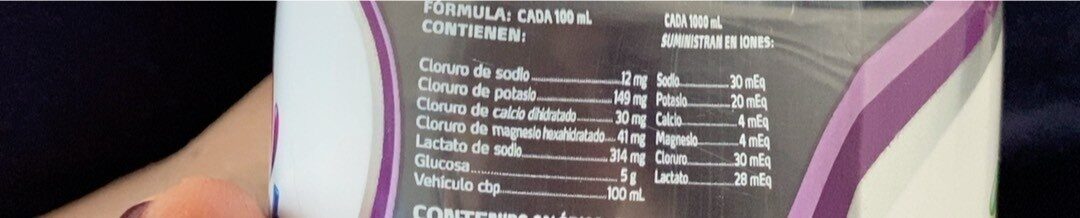 FÓRMULA: CADA 100 mL
CONTIENEN:
Cloruro de sodio 12 mg
Cloruro de potasio 149 mg
Cloruro de calcio dihidratado 30 mg
Cloruro de magnesio hexahidratado 41 mg
Lactato de sodio 314 mg
Glucosa 5 g
Vehículo cbp 100 mL
CADA 1000 mL
SUMINISTRAN EN IONES:
Sodio 30 mEq
Potasio 20 mEq
Calcio 4 mEq
Magnesio 4 mEq
Cloruro 30 mEq
Lactato 28 mEq